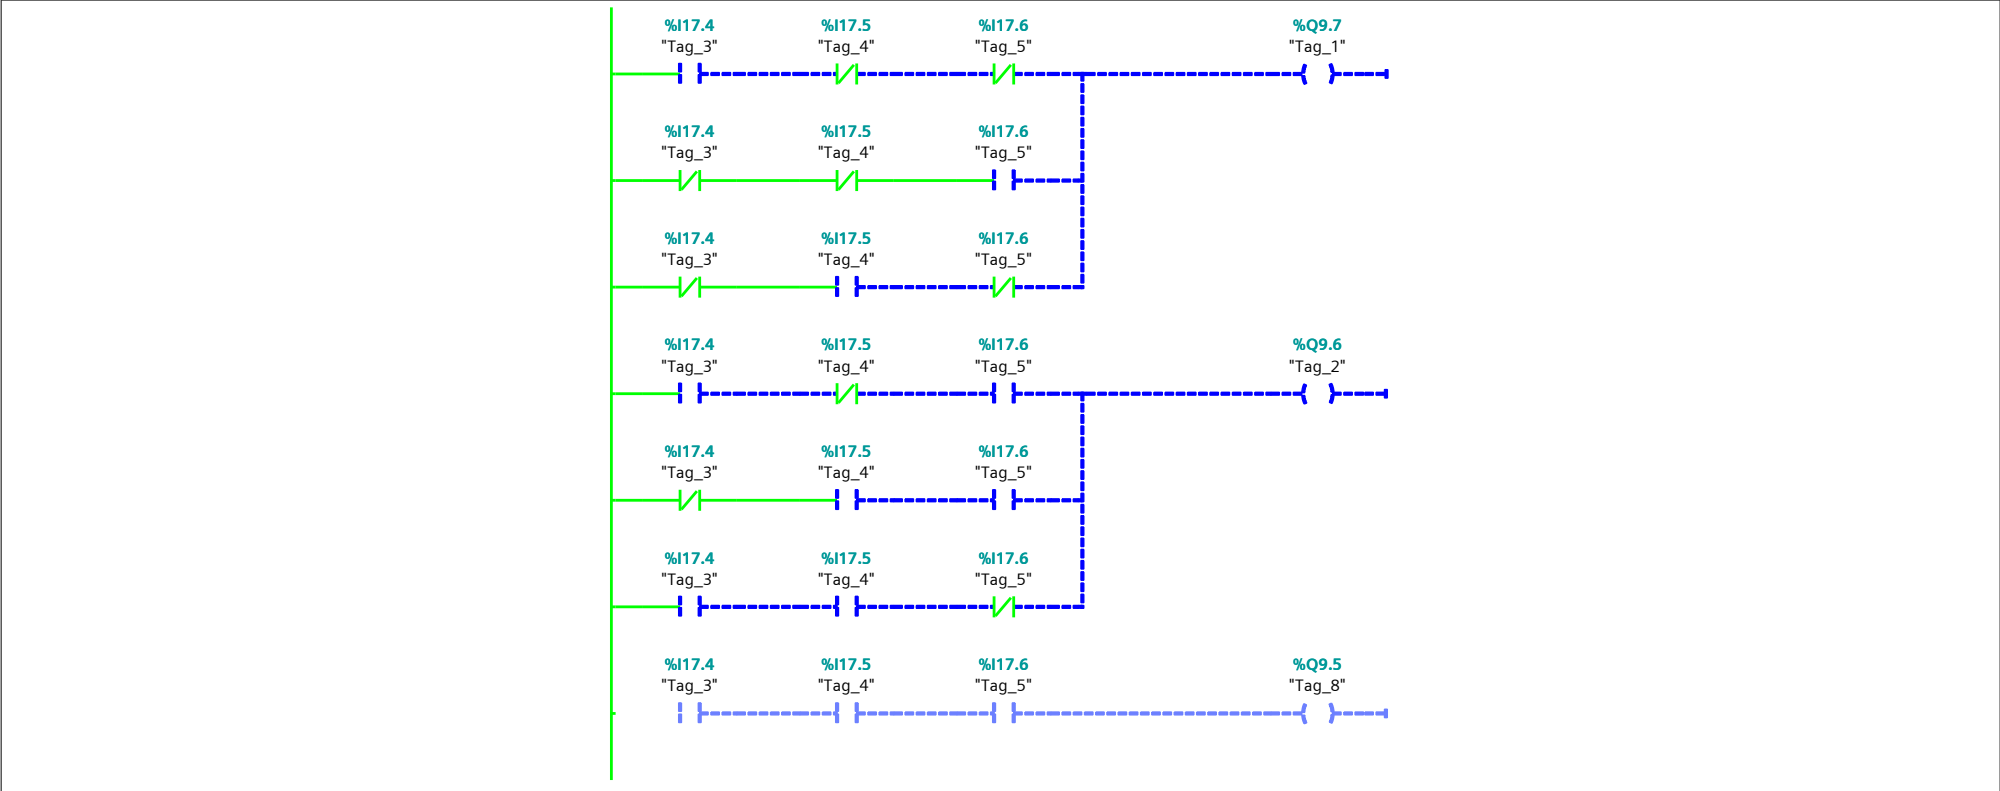 %I17.4 %I17.5 %I17.6 %Q9.7
"Tag_3" "Tag_4" "Tag_5" "Tag_1"
%I17.4 %I17.5 %I17.6
"Tag_3" "Tag_4" "Tag_5"
%I17.4 %I17.5 %I17.6
"Tag_3" "Tag_4" "Tag_5"
%I17.4 %I17.5 %I17.6 %Q9.6
"Tag_3" "Tag_4" "Tag_5" "Tag_2"
%I17.4 %I17.5 %I17.6
"Tag_3" "Tag_4" "Tag_5"
%I17.4 %I17.5 %I17.6
"Tag_3" "Tag_4" "Tag_5"
%I17.4 %I17.5 %I17.6 %Q9.5
"Tag_3" "Tag_4" "Tag_5" "Tag_8"